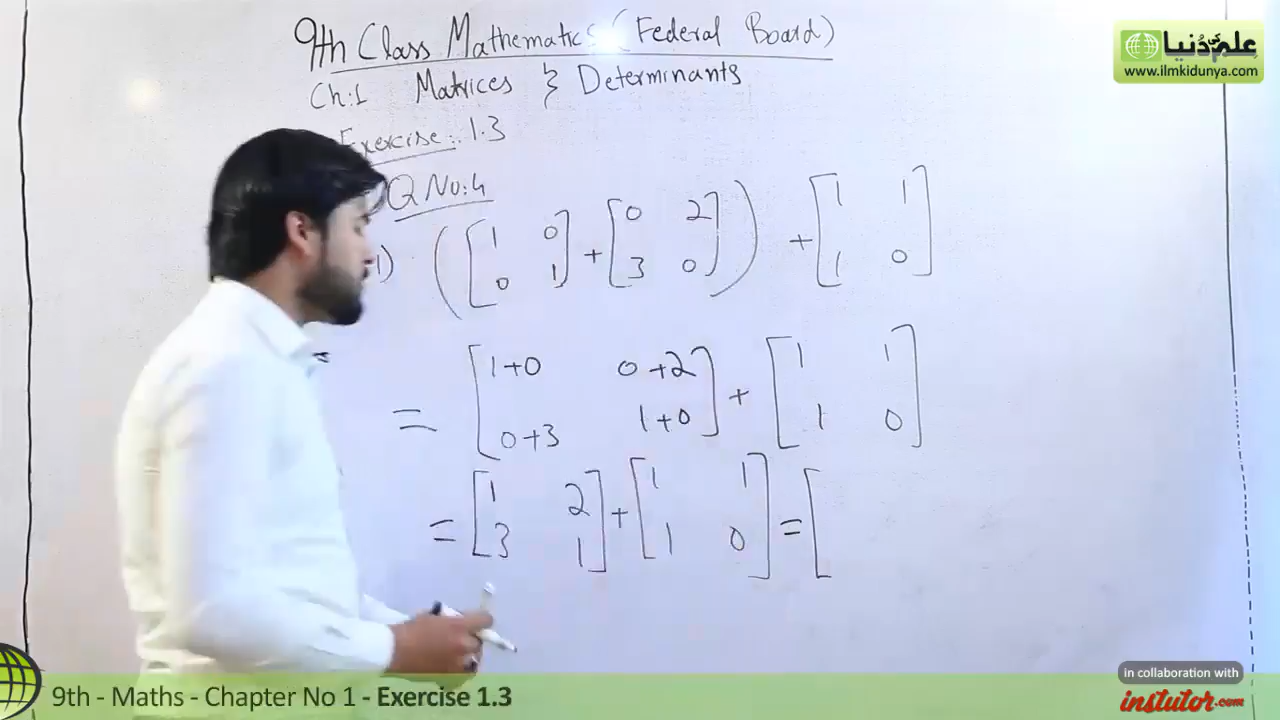 9th Class Mathematics (Federal Board)
علم کی دنیا
www.ilmkidunya.com
Ch:1 Matrices & Determinants
Exercise:. 1.3
Q No:4
1) ([1 0 0 1] + [0 2 3 0]) + [1 1 1 0]
= [1+0 0+2 0+3 1+0] + [1 1 1 0]
= [1 2 3 1] + [1 1 1 0] = [
in collaboration with
instutor.com
9th - Maths - Chapter No 1 - Exercise 1.3